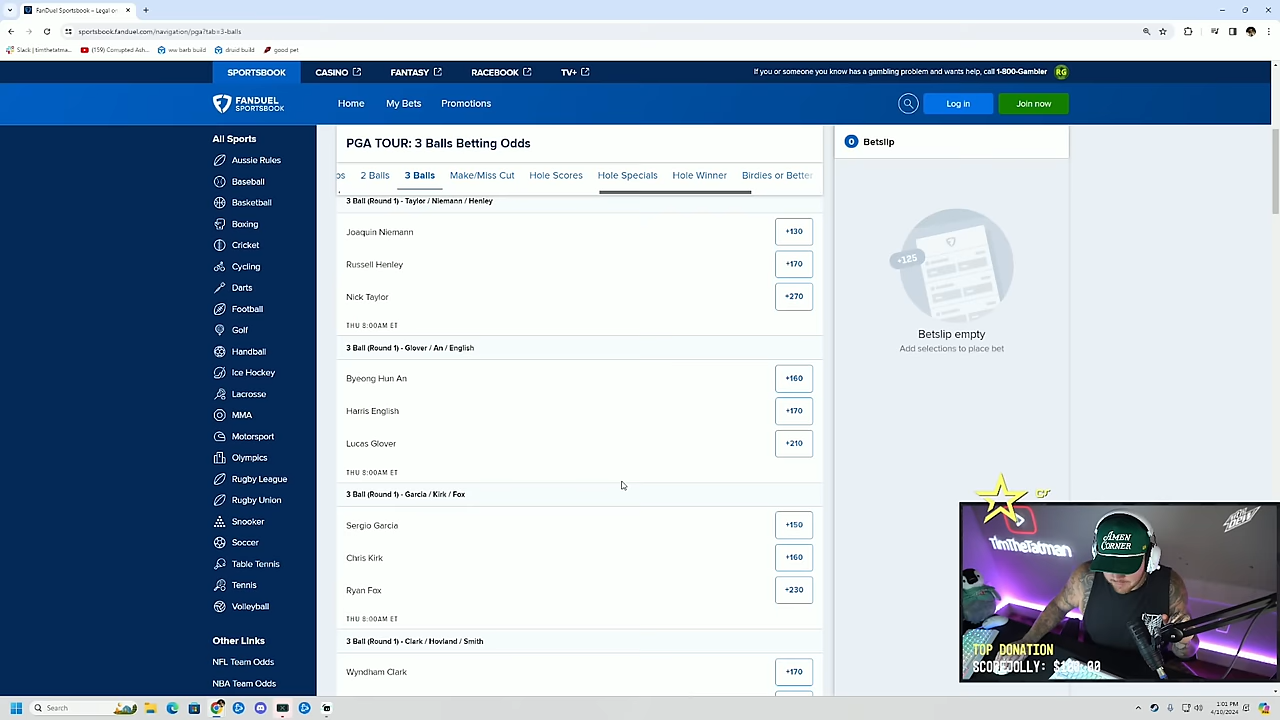 FanDuel Sportsbook – Legal or
sportsbook.fanduel.com/navigation/pga?tab=3-balls
Slack | timthetatma...
(159) Corrupted Ash...
ww barb build
druid build
good pet
SPORTSBOOK
CASINO
FANTASY
RACEBOOK
TV+
If you or someone you know has a gambling problem and wants help, call 1-800-Gambler
RG
FANDUEL
SPORTSBOOK
Home
My Bets
Promotions
Log in
Join now
All Sports
Aussie Rules
Baseball
Basketball
Boxing
Cricket
Cycling
Darts
Football
Golf
Handball
Ice Hockey
Lacrosse
MMA
Motorsport
Olympics
Rugby League
Rugby Union
Snooker
Soccer
Table Tennis
Tennis
Volleyball
Other Links
NFL Team Odds
NBA Team Odds
PGA TOUR: 3 Balls Betting Odds
ps
2 Balls
3 Balls
Make/Miss Cut
Hole Scores
Hole Specials
Hole Winner
Birdies or Better
3 Ball (Round 1) - Taylor / Niemann / Henley
Joaquin Niemann
+130
Russell Henley
+170
Nick Taylor
+270
THU 8:00AM ET
3 Ball (Round 1) - Glover / An / English
Byeong Hun An
+160
Harris English
+170
Lucas Glover
+210
THU 8:00AM ET
3 Ball (Round 1) - Garcia / Kirk / Fox
Sergio Garcia
+150
Chris Kirk
+160
Ryan Fox
+230
THU 8:00AM ET
3 Ball (Round 1) - Clark / Hovland / Smith
Wyndham Clark
+170
0
Betslip
+125
Betslip empty
Add selections to place bet
TimTheTatman
AMEN
CORNER
TOP DONATION
Search
1:01 PM
4/10/2024